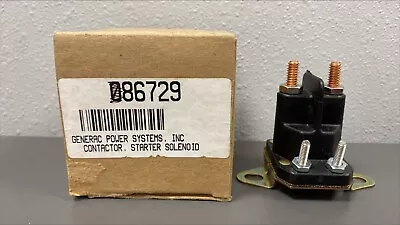 086729
GENERAC POWER SYSTEMS, INC
CONTACTOR, STARTER SOLENOID